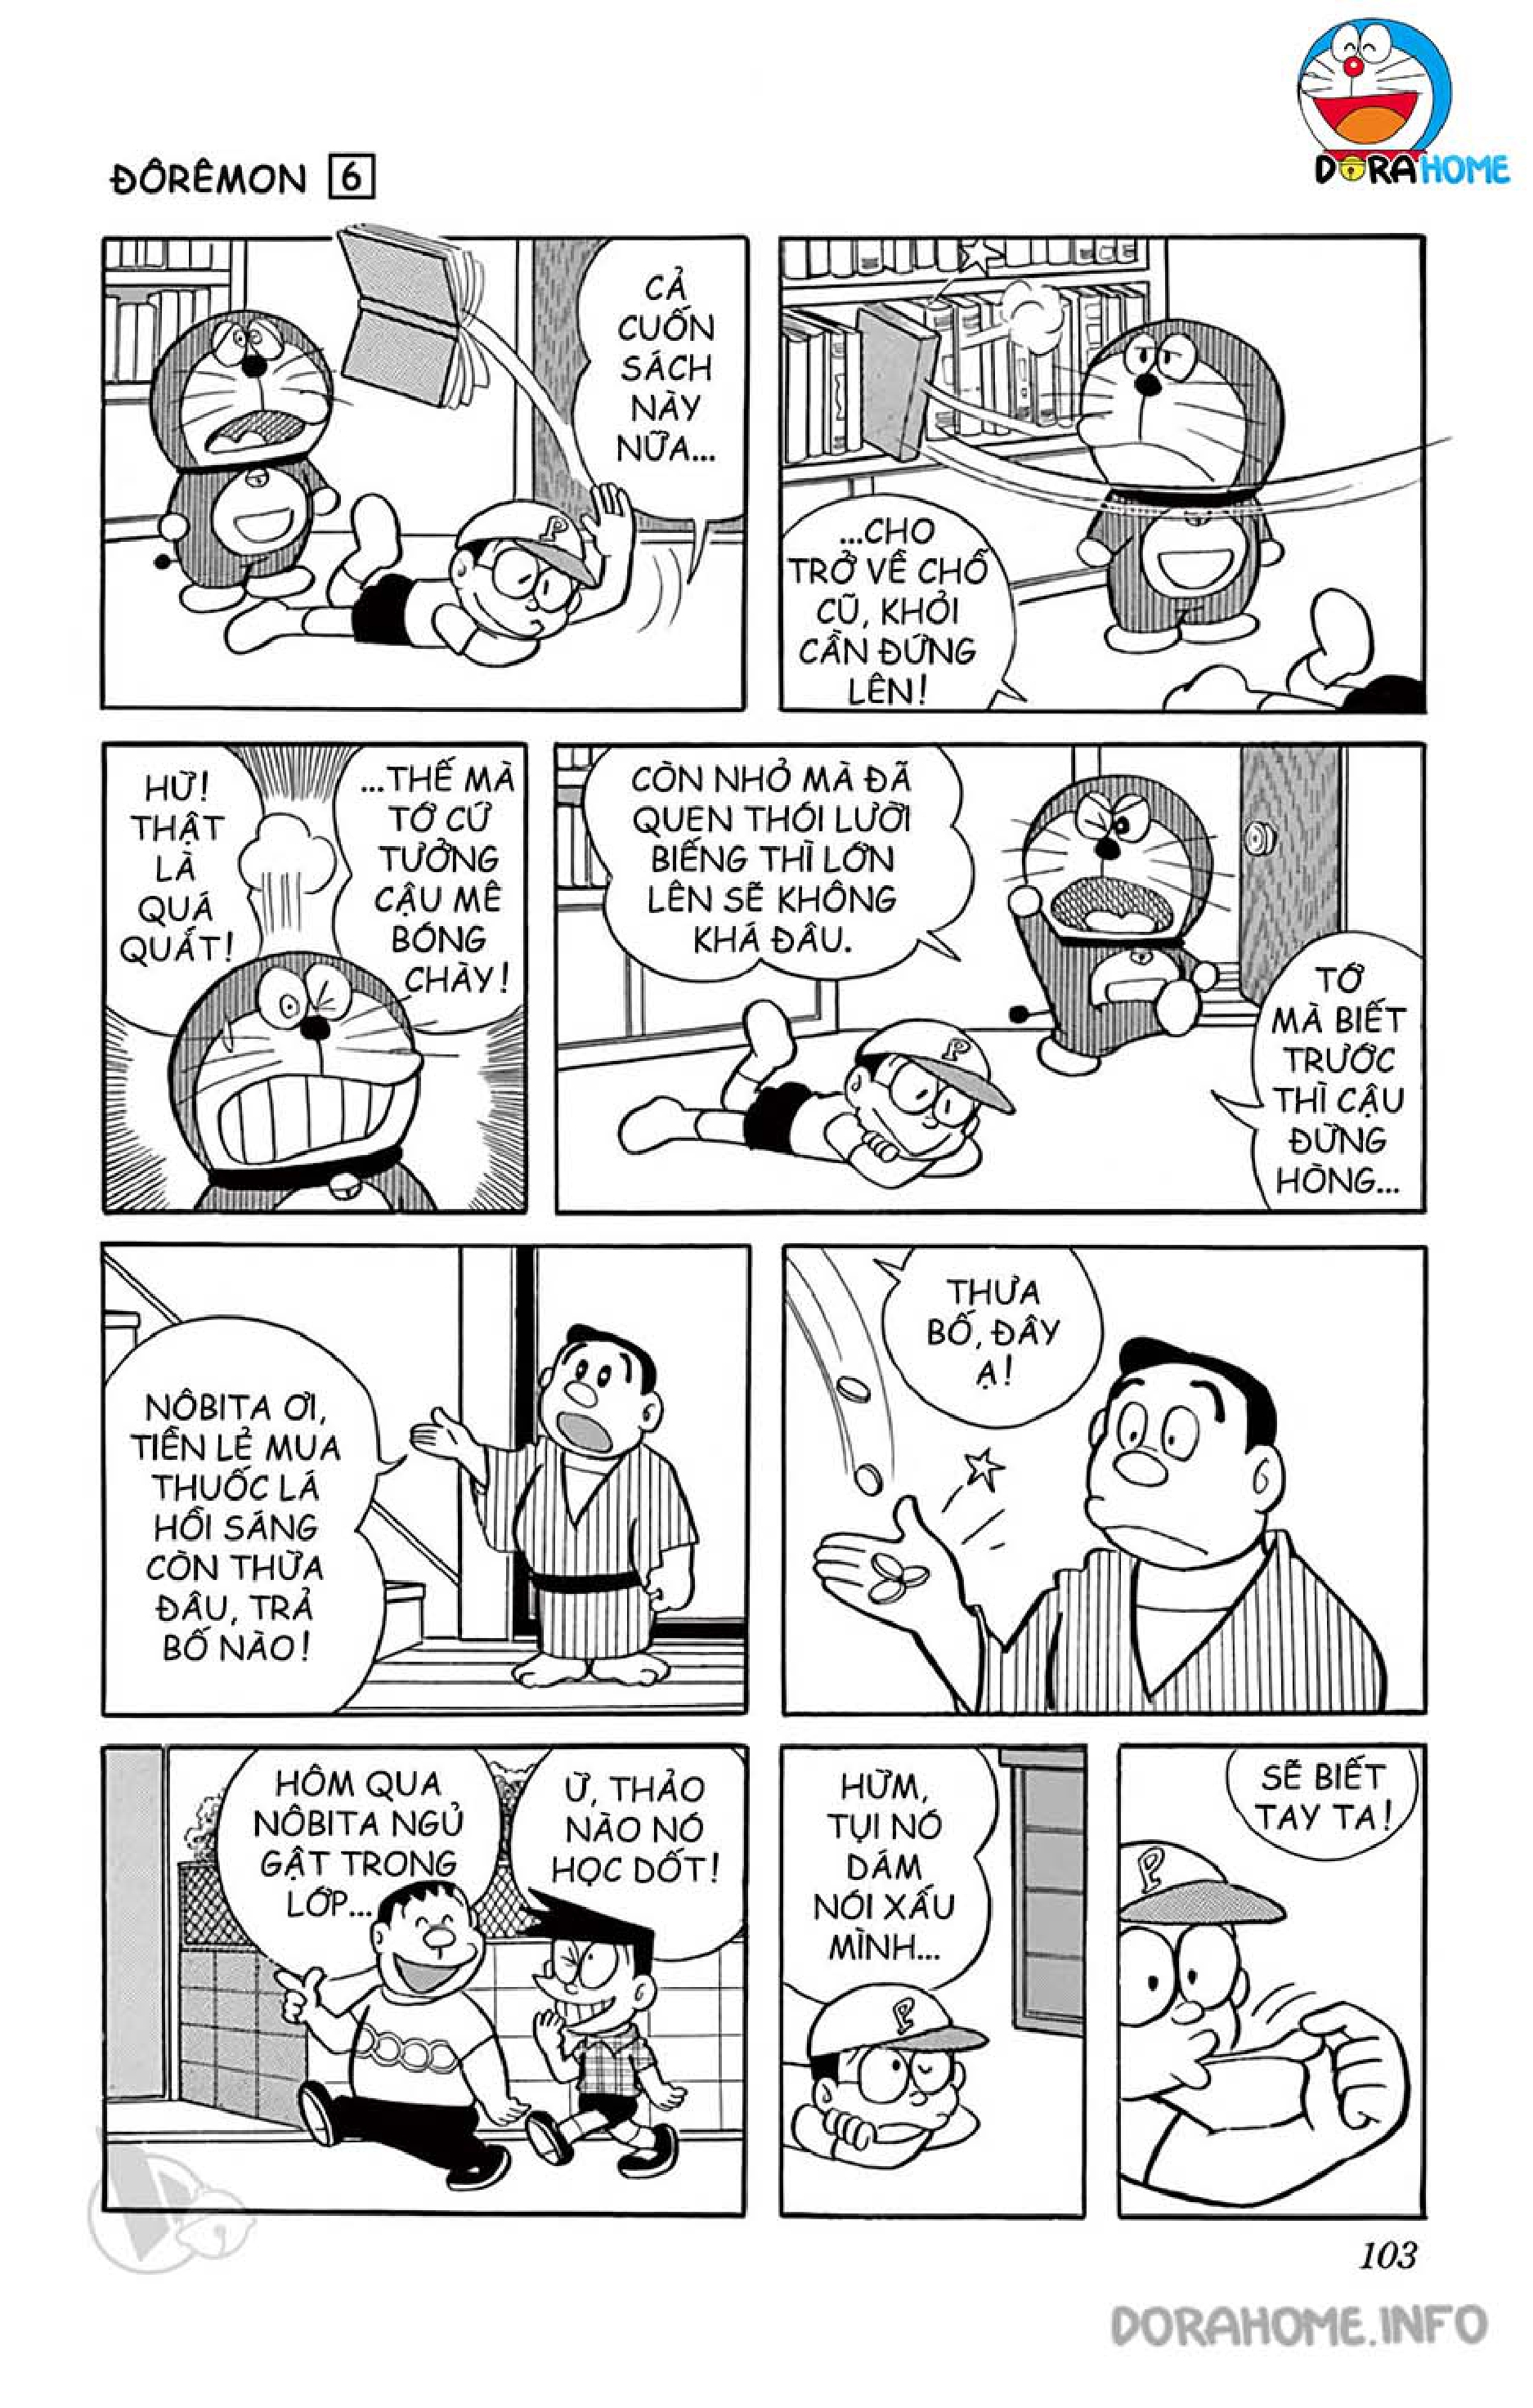 DORAHOME
ĐÔRÊMON 6
CẢ
CUỐN
SÁCH
NÀY
NỮA...
...CHO
TRỞ VỀ CHỖ
CŨ, KHỎI
CẦN ĐỨNG
LÊN!
HỪ!
THẬT
LÀ
QUÁ
QUẮT!
...THẾ MÀ
TỚ CỨ
TƯỞNG
CẬU MÊ
BÓNG
CHÀY!
CÒN NHỎ MÀ ĐÃ
QUEN THÓI LƯỜI
BIẾNG THÌ LỚN
LÊN SẼ KHÔNG
KHÁ ĐÂU.
TỚ
MÀ BIẾT
TRƯỚC
THÌ CẬU
ĐỪNG
HÒNG...
NÔBITA ƠI,
TIỀN LẺ MUA
THUỐC LÁ
HỒI SÁNG
CÒN THỪA
ĐÂU, TRẢ
BỐ NÀO!
THƯA
BỐ, ĐÂY
Ạ!
HÔM QUA
NÔBITA NGỦ
GẬT TRONG
LỚP...
Ừ, THẢO
NÀO NÓ
HỌC DỐT!
HỪM,
TỤI NÓ
DÁM
NÓI XẤU
MÌNH...
SẼ BIẾT
TAY TA!
P
P
P
P
103
DORAHOME.INFO